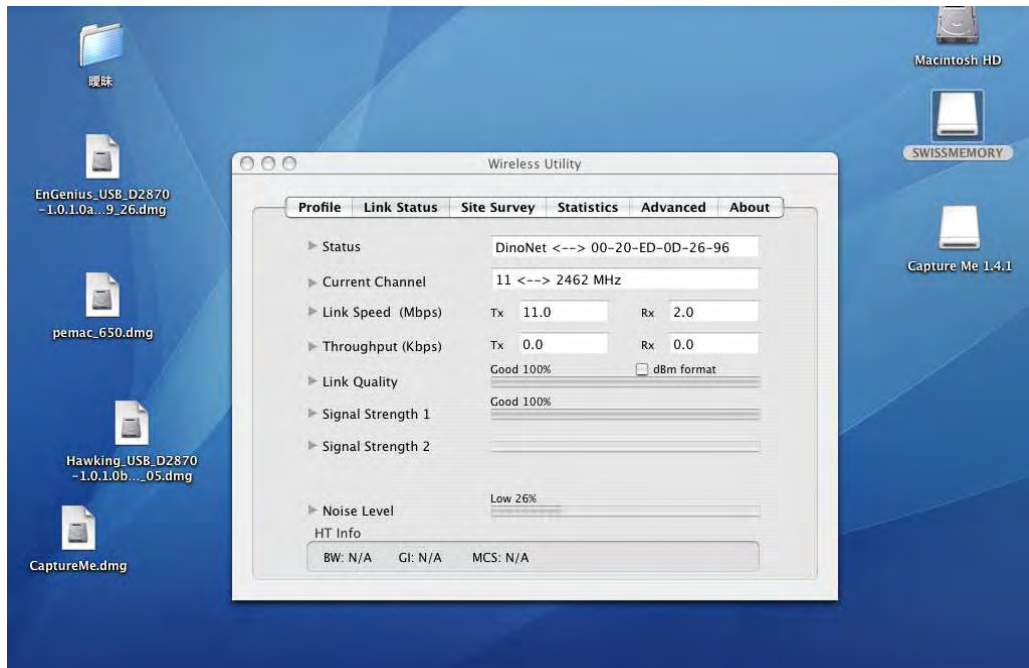 曖昧
EnGenius_USB_D2870
-1.0.1.0a...9_26.dmg
pemac_650.dmg
Hawking_USB_D2870
-1.0.1.0b..._05.dmg
CaptureMe.dmg
Macintosh HD
SWISSMEMORY
Capture Me 1.4.1
Wireless Utility
Profile Link Status Site Survey Statistics Advanced About
Status DinoNet <--> 00-20-ED-0D-26-96
Current Channel 11 <--> 2462 MHz
Link Speed (Mbps) Tx 11.0 Rx 2.0
Throughput (Kbps) Tx 0.0 Rx 0.0
Good 100% dBm format
Link Quality
Good 100%
Signal Strength 1
Signal Strength 2
Low 26%
Noise Level
HT Info
BW: N/A GI: N/A MCS: N/A